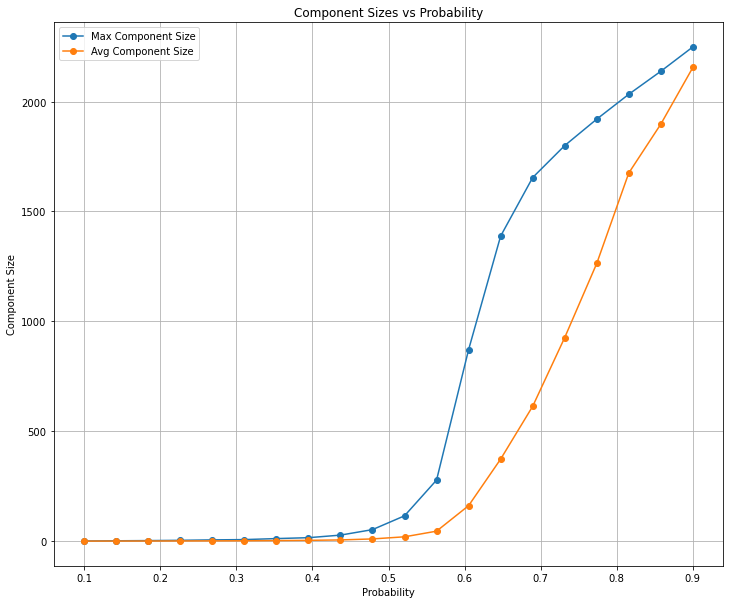 Component Sizes vs Probability
Max Component Size
Avg Component Size
2000
1500
1000
500
0
Component Size
0.1 0.2 0.3 0.4 0.5 0.6 0.7 0.8 0.9
Probability